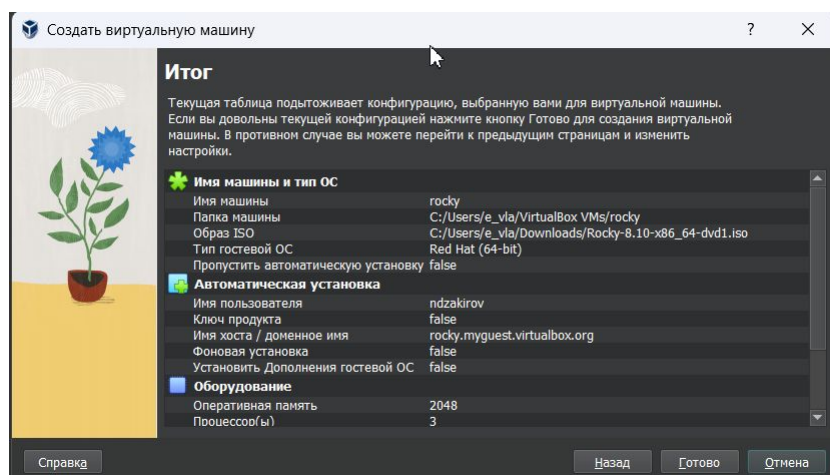 Создать виртуальную машину
?
Итог
Текущая таблица подытоживает конфигурацию, выбранную вами для виртуальной машины.
Если вы довольны текущей конфигурацией нажмите кнопку Готово для создания виртуальной
машины. В противном случае вы можете перейти к предыдущим страницам и изменить
настройки.
Имя машины и тип ОС
Имя машины rocky
Папка машины C:/Users/e_vla/VirtualBox VMs/rocky
Образ ISO C:/Users/e_vla/Downloads/Rocky-8.10-x86_64-dvd1.iso
Тип гостевой ОС Red Hat (64-bit)
Пропустить автоматическую установку false
Автоматическая установка
Имя пользователя ndzakirov
Ключ продукта false
Имя хоста / доменное имя rocky.myguest.virtualbox.org
Фоновая установка false
Установить Дополнения гостевой ОС false
Оборудование
Оперативная память 2048
Процессор(ы) 3
Справка Назад Готово Отмена